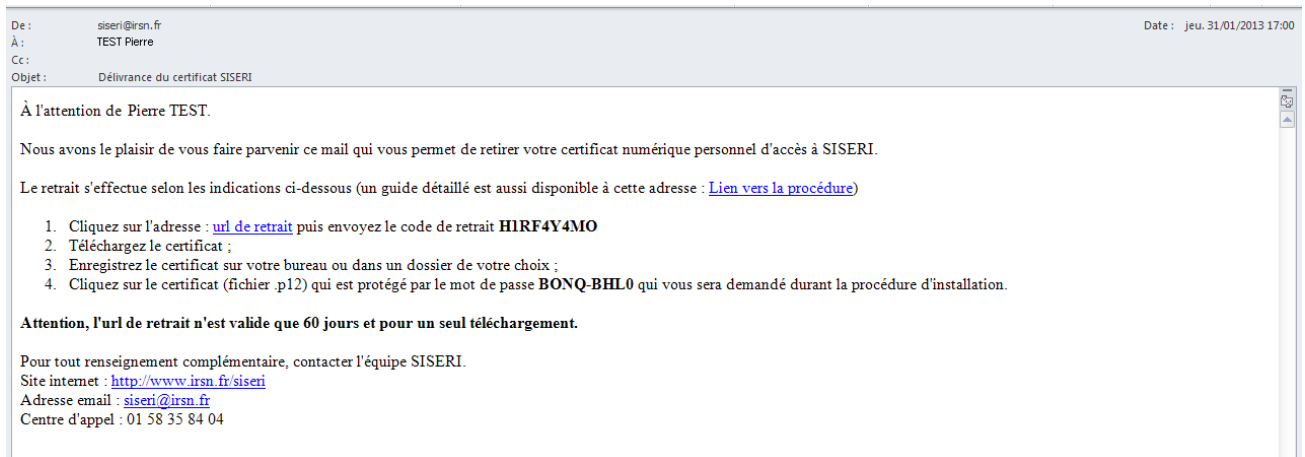 De : siseri@irsn.fr Date : jeu. 31/01/2013 17:00
À : TEST Pierre
Cc :
Objet : Délivrance du certificat SISERI
À l'attention de Pierre TEST.
Nous avons le plaisir de vous faire parvenir ce mail qui vous permet de retirer votre certificat numérique personnel d'accès à SISERI.
Le retrait s'effectue selon les indications ci-dessous (un guide détaillé est aussi disponible à cette adresse : Lien vers la procédure)
1. Cliquez sur l'adresse : url de retrait puis envoyez le code de retrait H1RF4Y4MO
2. Téléchargez le certificat ;
3. Enregistrez le certificat sur votre bureau ou dans un dossier de votre choix ;
4. Cliquez sur le certificat (fichier .p12) qui est protégé par le mot de passe BONQ-BHL0 qui vous sera demandé durant la procédure d'installation.
Attention, l'url de retrait n'est valide que 60 jours et pour un seul téléchargement.
Pour tout renseignement complémentaire, contacter l'équipe SISERI.
Site internet : http://www.irsn.fr/siseri
Adresse email : siseri@irsn.fr
Centre d'appel : 01 58 35 84 04